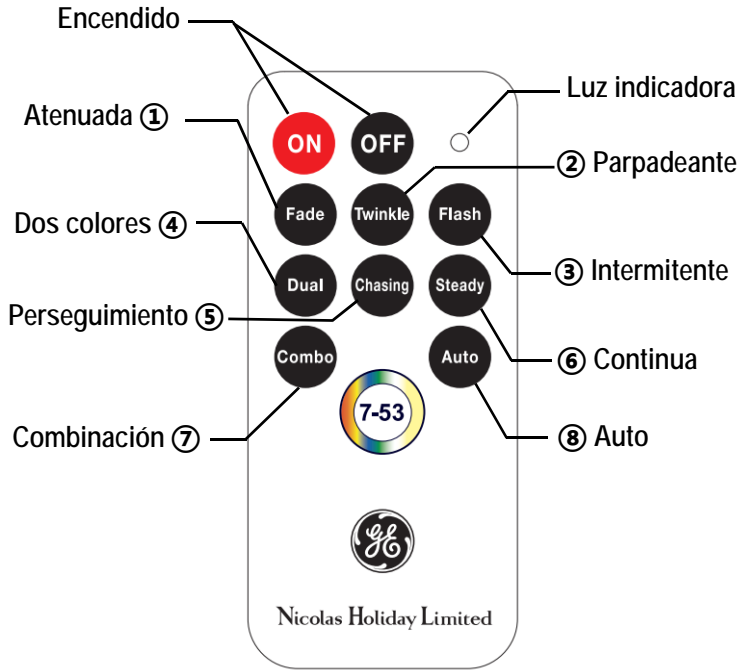 Encendido
Luz indicadora
Atenuada ①
ON OFF
② Parpadeante
Fade Twinkle Flash
Dos colores ④
③ Intermitente
Dual Chasing Steady
Perseguimiento ⑤
⑥ Continua
Combo Auto
7-53
Combinación ⑦
⑧ Auto
GE
Nicolas Holiday Limited